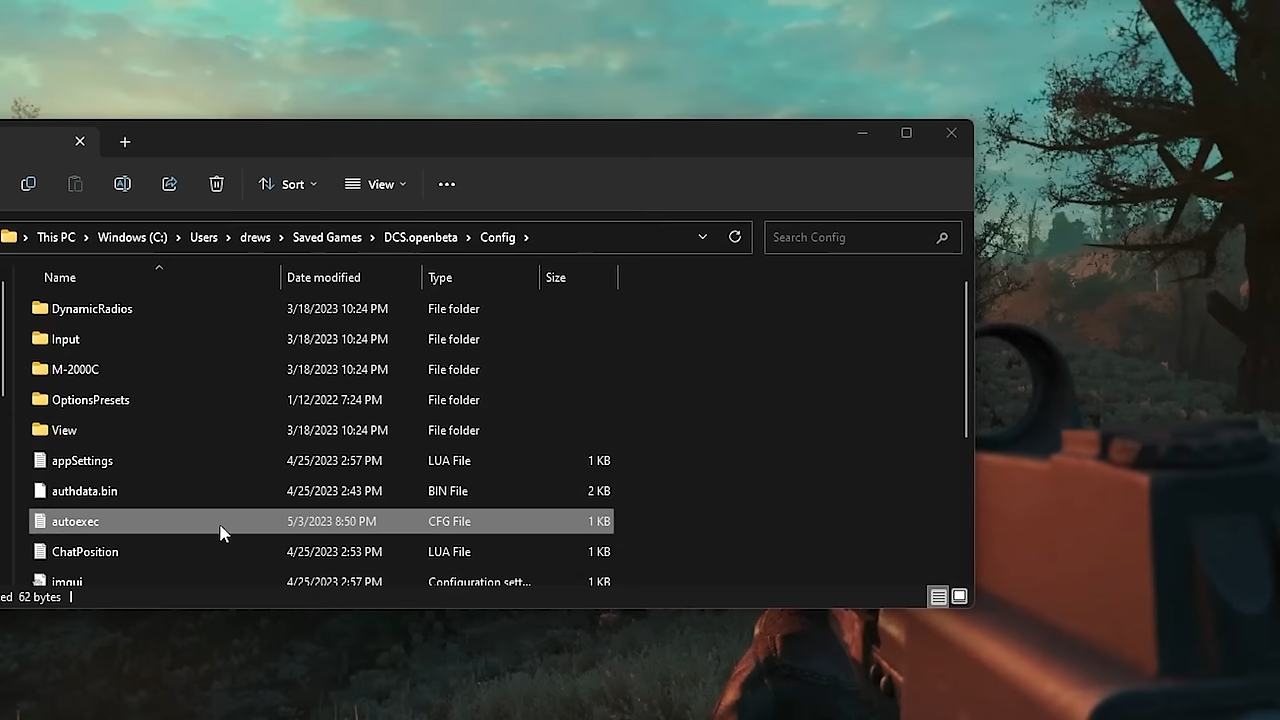 Sort View
This PC > Windows (C:) > Users > drews > Saved Games > DCS.openbeta > Config > Search Config
Name Date modified Type Size
DynamicRadios 3/18/2023 10:24 PM File folder
Input 3/18/2023 10:24 PM File folder
M-2000C 3/18/2023 10:24 PM File folder
OptionsPresets 1/12/2022 7:24 PM File folder
View 3/18/2023 10:24 PM File folder
appSettings 4/25/2023 2:57 PM LUA File 1 KB
authdata.bin 4/25/2023 2:43 PM BIN File 2 KB
autoexec 5/3/2023 8:50 PM CFG File 1 KB
ChatPosition 4/25/2023 2:53 PM LUA File 1 KB
imgui 4/25/2023 2:57 PM Configuration sett... 1 KB
ed 62 bytes